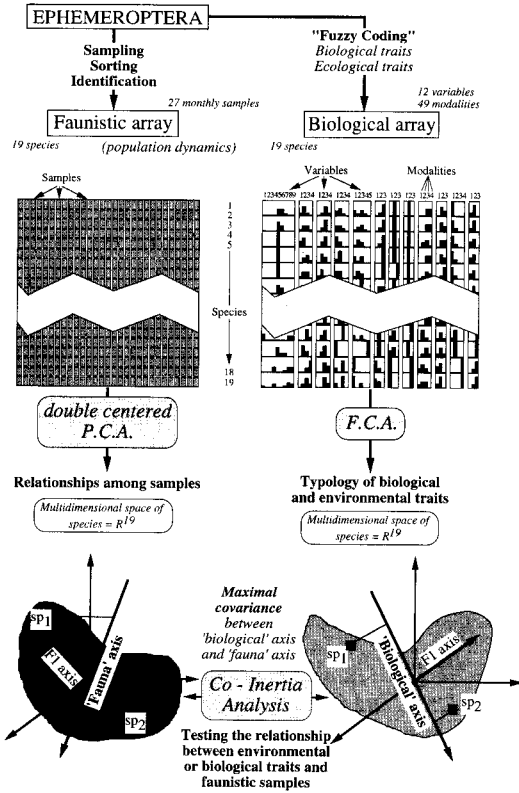 EPHEMEROPTERA
Sampling
Sorting
Identification
"Fuzzy Coding"
Biological traits
Ecological traits
27 monthly samples
12 variables
49 modalities
Faunistic array
Biological array
19 species
(population dynamics)
19 species
Samples
Variables
Modalities
123456789 1234 1234 1234 12345 123 123 1234 123 1234 123
1
2
3
4
5
Species
18
19
double centered
P.C.A.
F.C.A.
Relationships among samples
Typology of biological
and environmental traits
Multidimensional space of
species = R19
Multidimensional space of
species = R19
sp1
F1 axis
'Fauna' axis
sp2
Maximal
covariance
between
'biological' axis
and 'fauna' axis
Co - Inertia
Analysis
Testing the relationship
between environmental
or biological traits and
faunistic samples
sp1
'Biological' axis
F1 axis
sp2